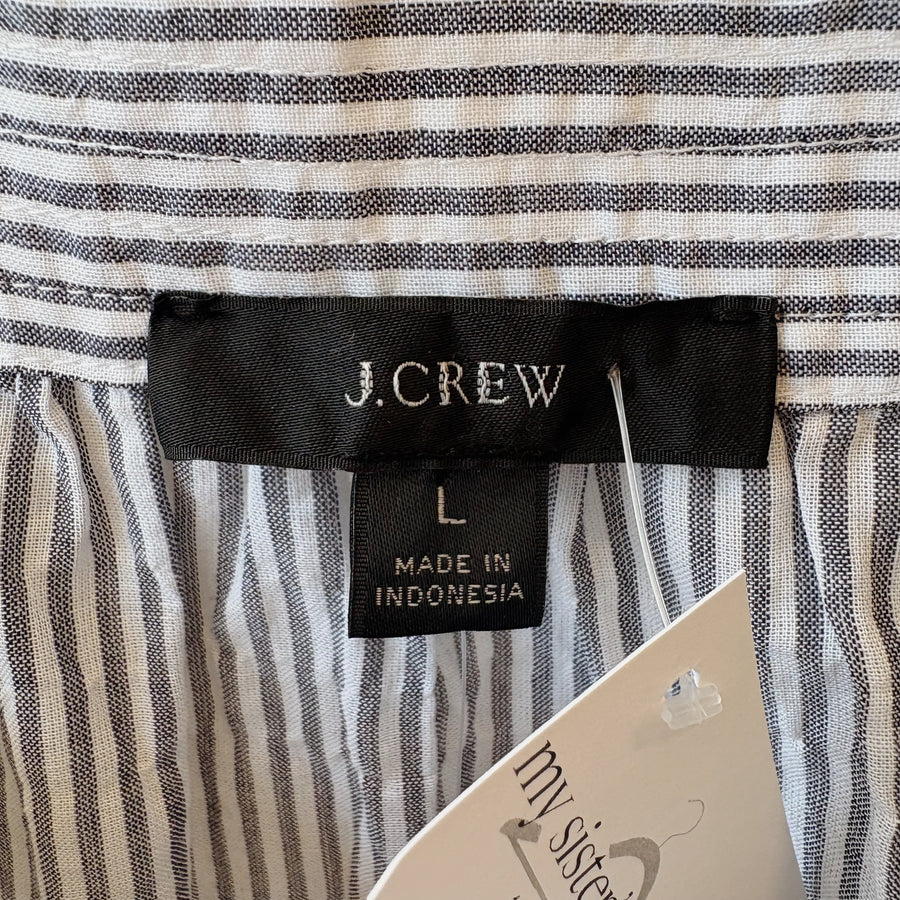 J.CREW
L
MADE IN
INDONESIA
my sister'